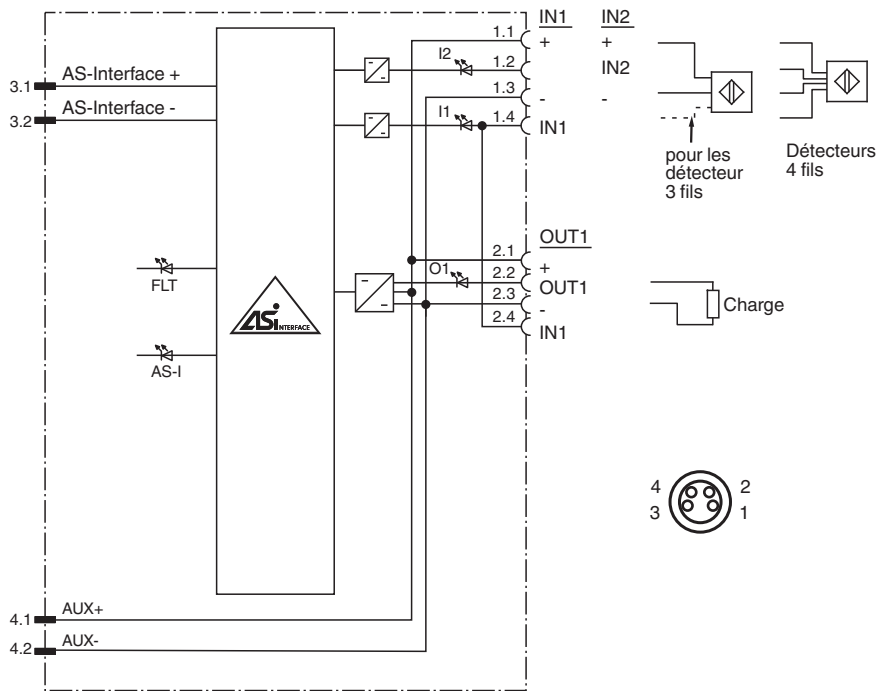 IN1 IN2
1.1 + +
I2 1.2 IN2
1.3 - -
I1 1.4 IN1
3.1 AS-Interface +
3.2 AS-Interface -
pour les
détecteur
3 fils
Détecteurs
4 fils
OUT1
2.1 +
O1 2.2 OUT1
2.3 -
2.4 IN1
Charge
FLT
ASi INTERFACE
AS-I
4 2
3 1
4.1 AUX+
4.2 AUX-